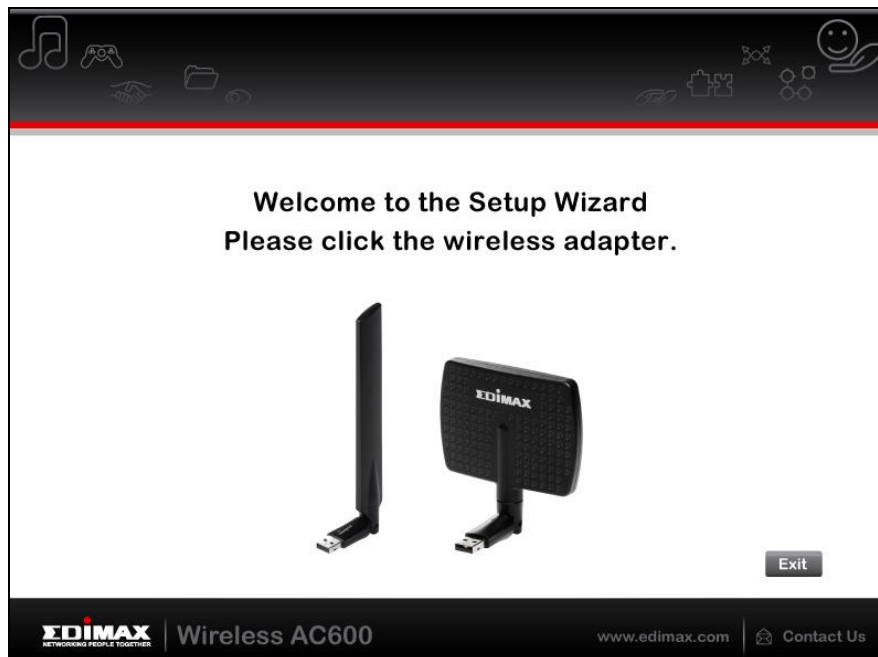 Welcome to the Setup Wizard
Please click the wireless adapter.
EDIMAX
Exit
EDIMAX
NETWORKING PEOPLE TOGETHER
Wireless AC600
www.edimax.com
Contact Us